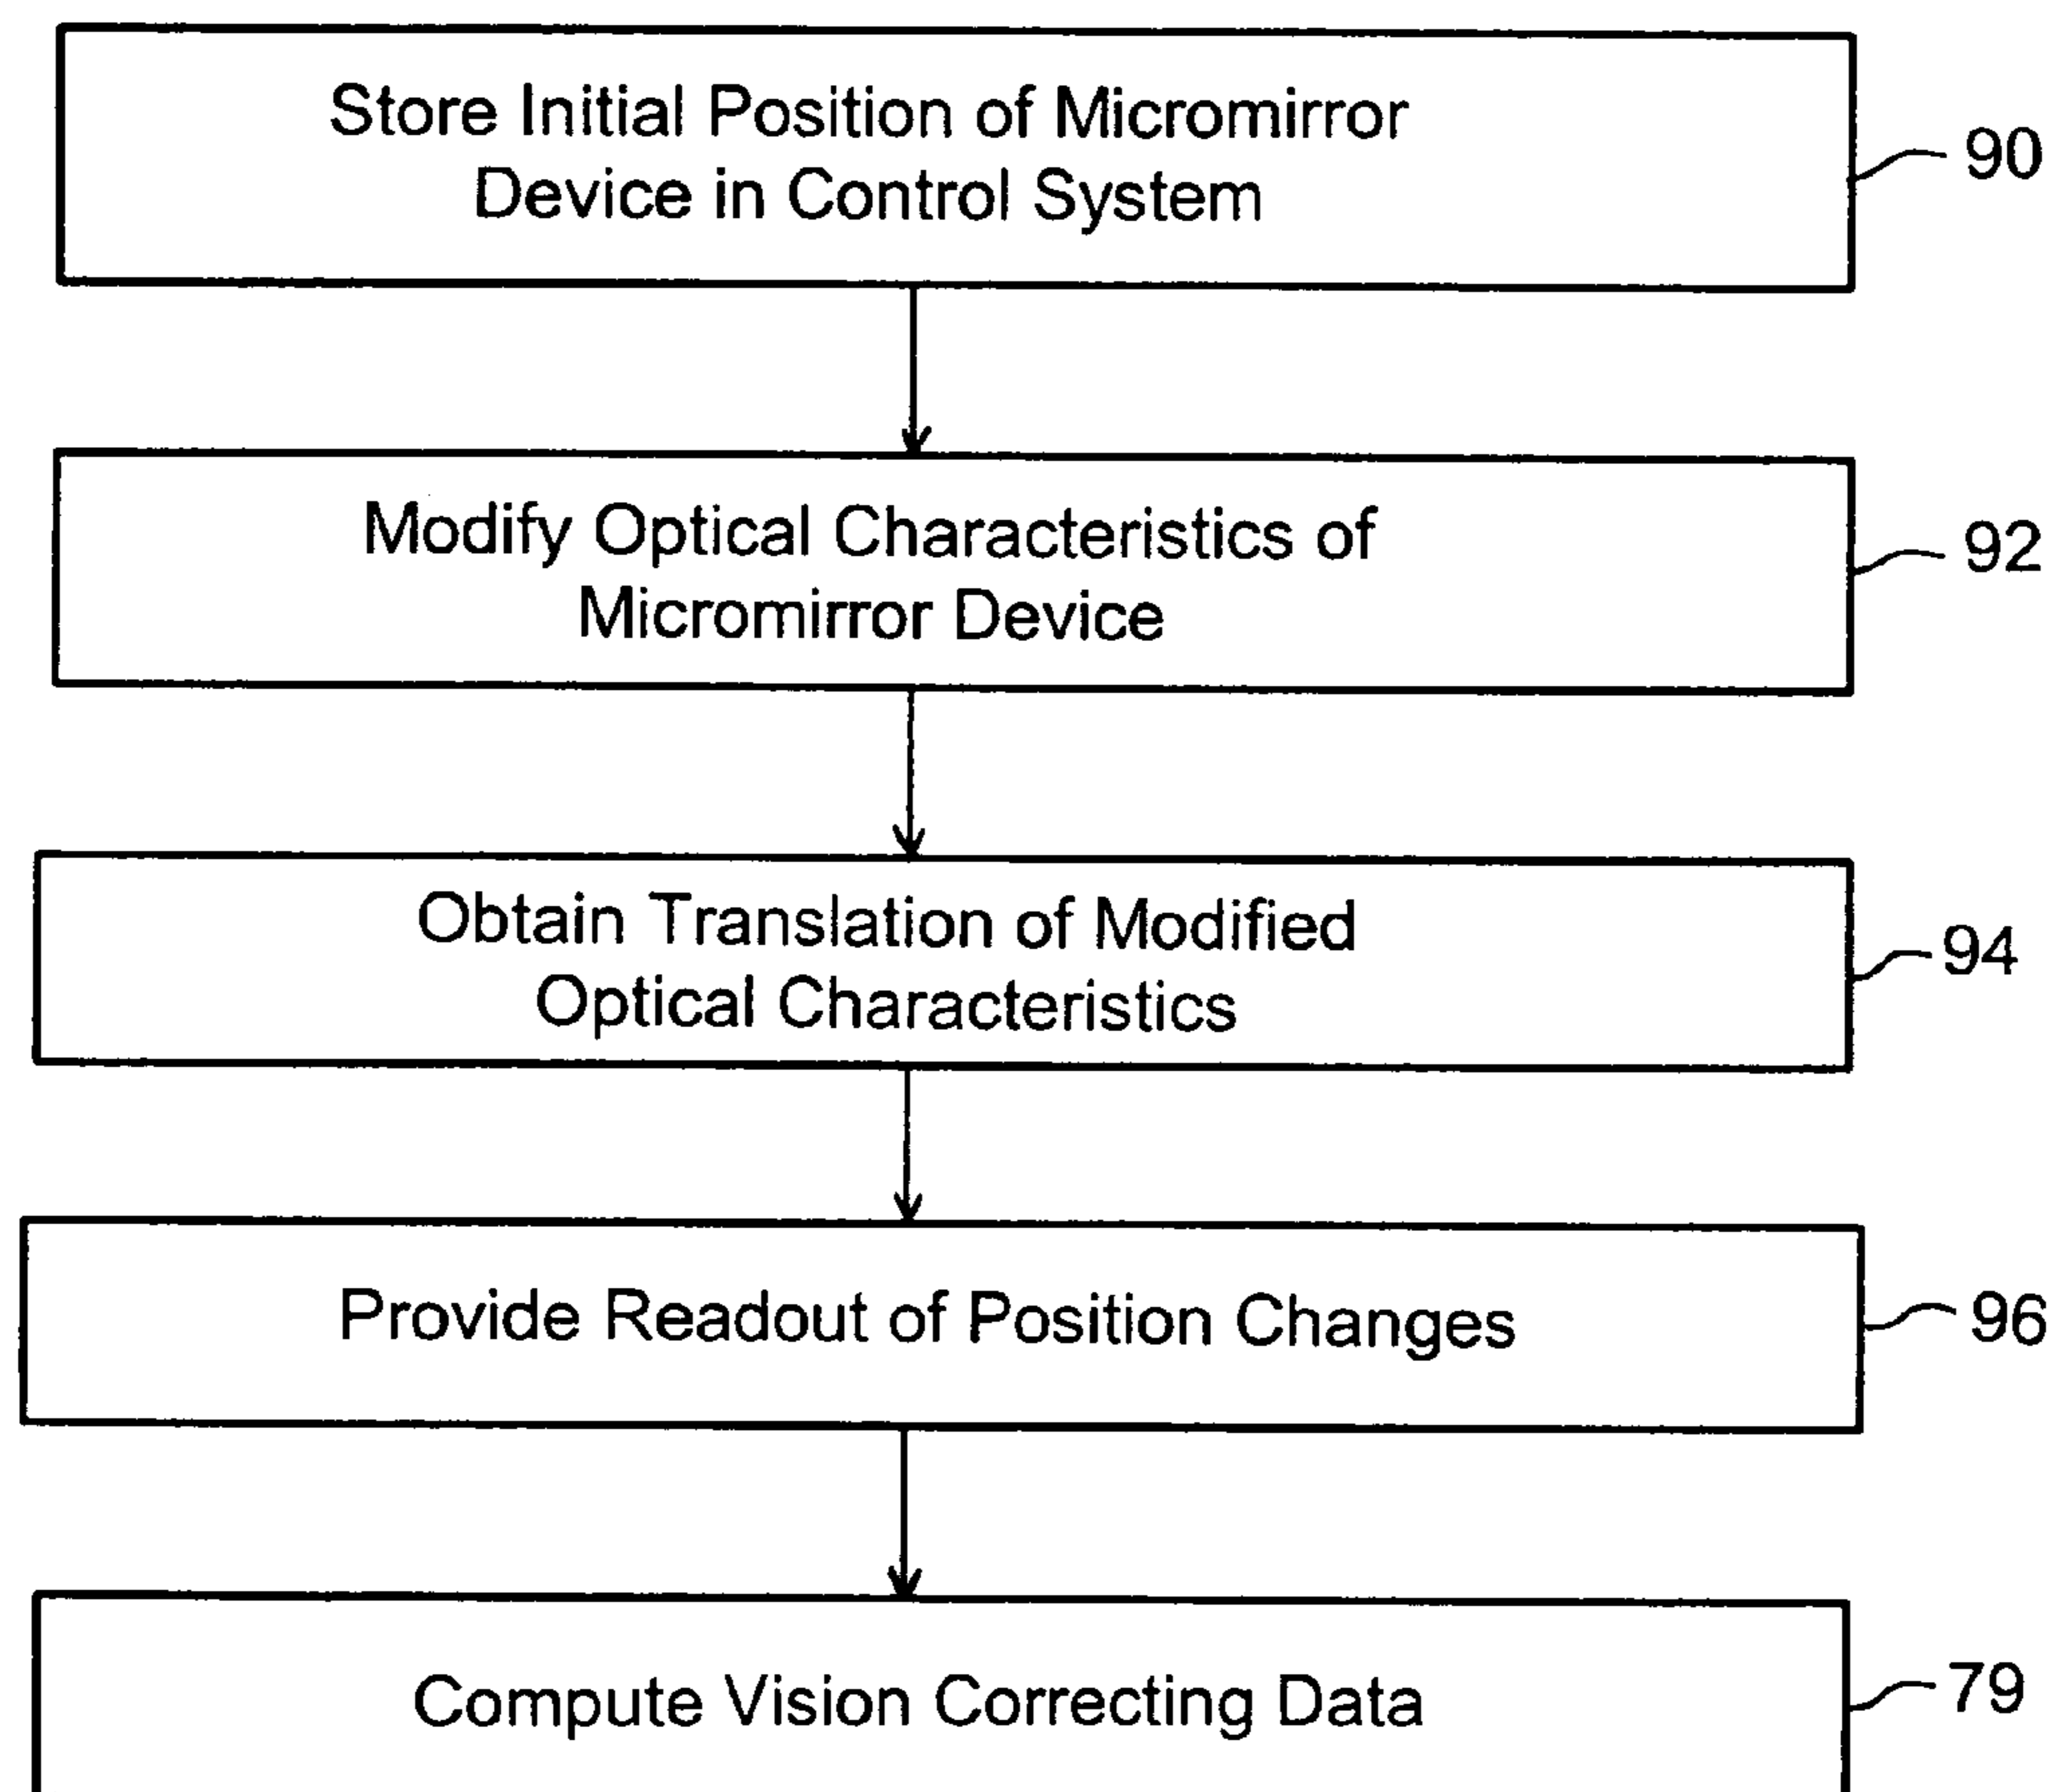 Store Initial Position of Micromirror
Device in Control System
90
Modify Optical Characteristics of
Micromirror Device
92
Obtain Translation of Modified
Optical Characteristics
94
Provide Readout of Position Changes
96
Compute Vision Correcting Data
79